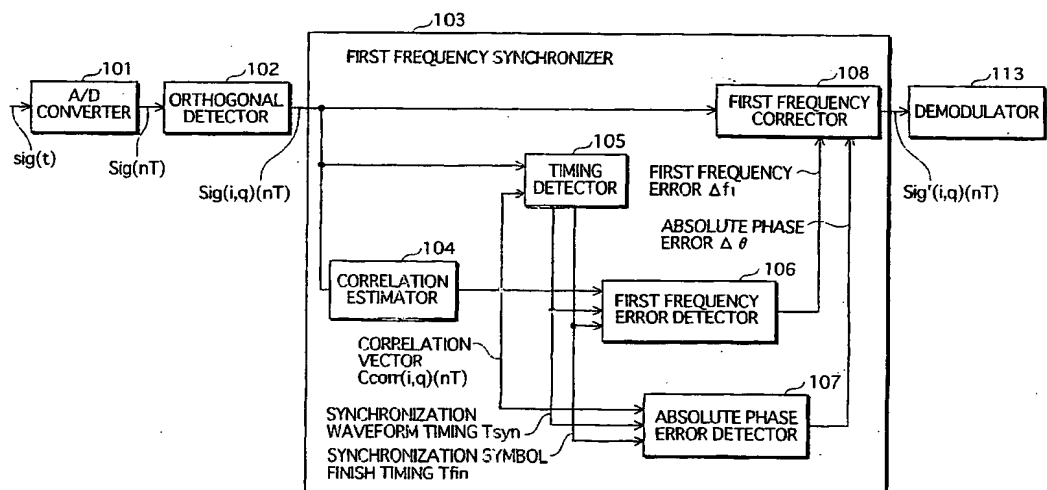 103
101
102
FIRST FREQUENCY SYNCHRONIZER
108
113
A/D
CONVERTER
ORTHOGONAL
DETECTOR
FIRST FREQUENCY
CORRECTOR
DEMODULATOR
sig(t)
Sig(nT)
Sig(i,q)(nT)
105
TIMING
DETECTOR
FIRST FREQUENCY
ERROR Δf1
Sig'(i,q)(nT)
ABSOLUTE PHASE
ERROR Δ θ
104
CORRELATION
ESTIMATOR
106
FIRST FREQUENCY
ERROR DETECTOR
CORRELATION
VECTOR
Ccorr(i,q)(nT)
107
ABSOLUTE PHASE
ERROR DETECTOR
SYNCHRONIZATION
WAVEFORM TIMING Tsyn
SYNCHRONIZATION SYMBOL
FINISH TIMING Tfin